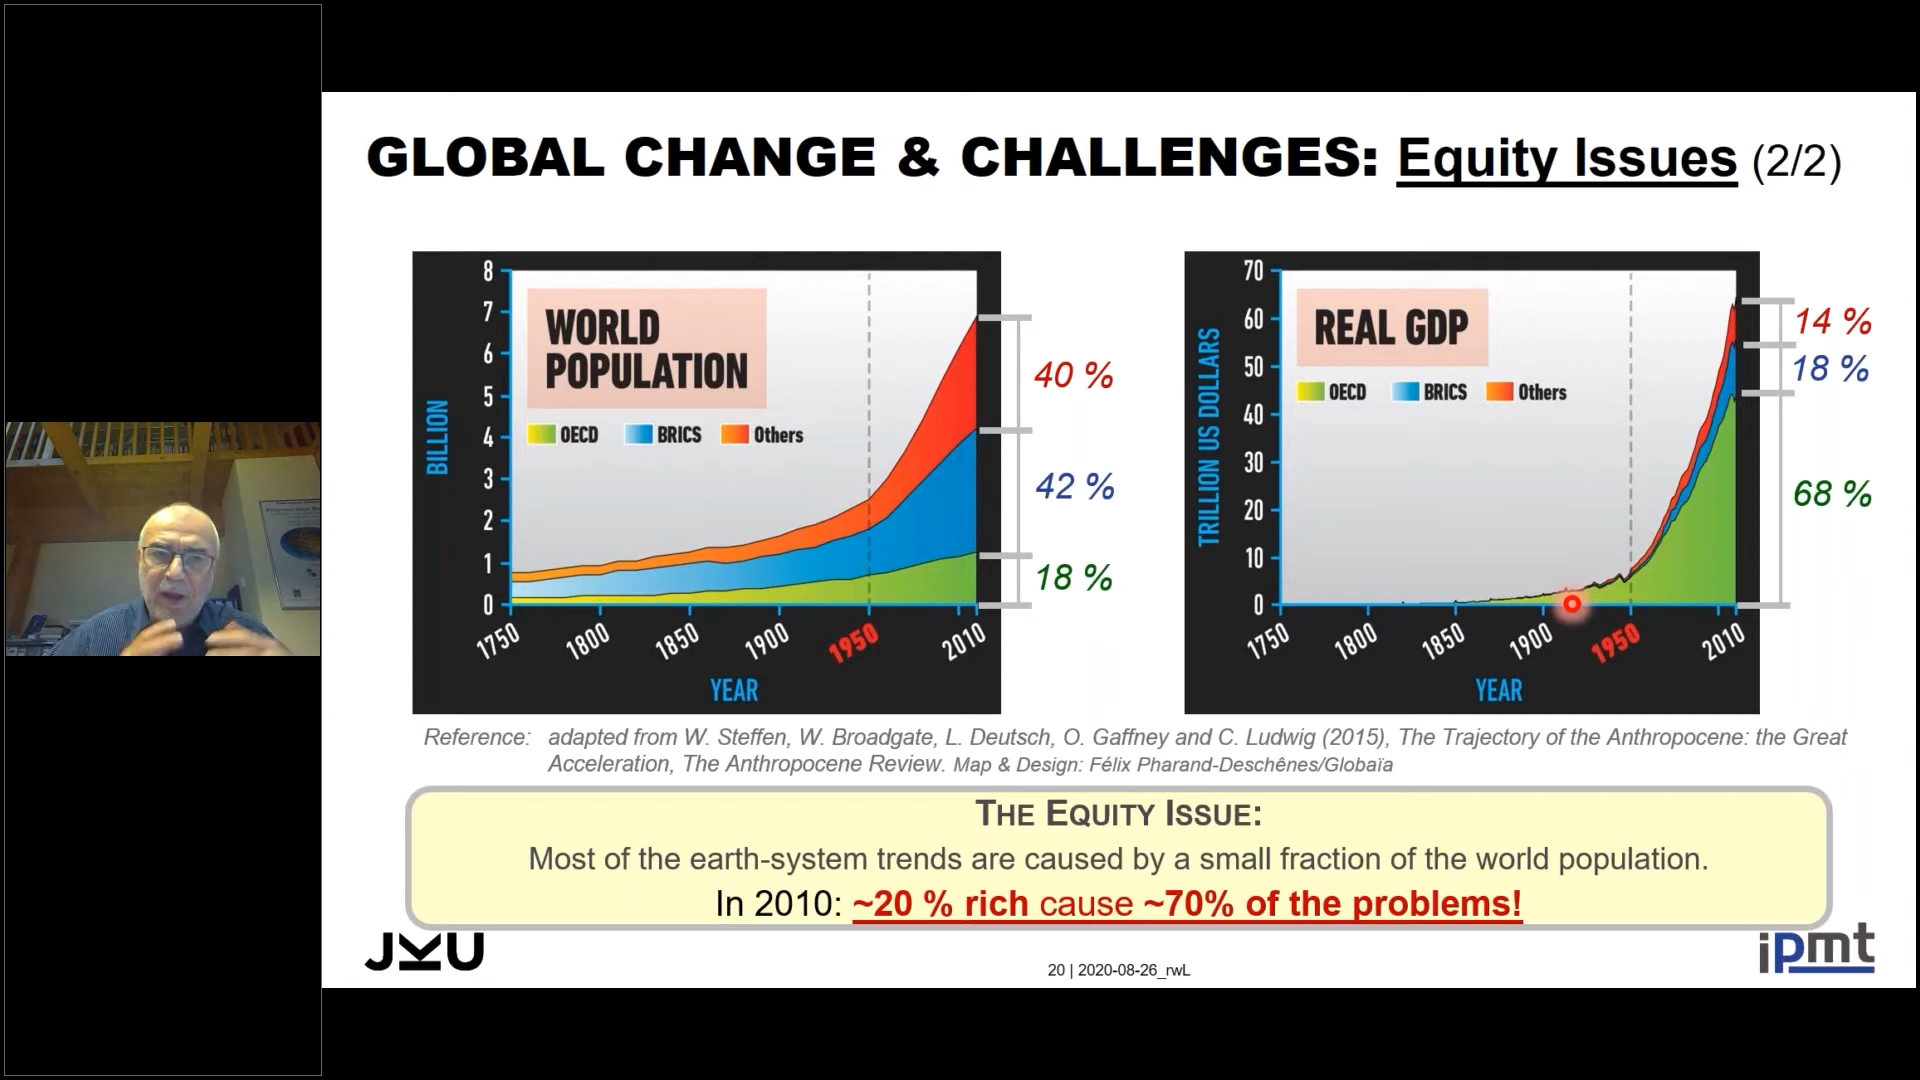 GLOBAL CHANGE & CHALLENGES: Equity Issues (2/2)
8
7
6
5
4
3
2
1
0
BILLION
WORLD
POPULATION
OECD BRICS Others
1750 1800 1850 1900 1950 2010
YEAR
40 %
42 %
18 %
70
60
50
40
30
20
10
0
TRILLION US DOLLARS
REAL GDP
OECD BRICS Others
1750 1800 1850 1900 1950 2010
YEAR
14 %
18 %
68 %
Reference: adapted from W. Steffen, W. Broadgate, L. Deutsch, O. Gaffney and C. Ludwig (2015), The Trajectory of the Anthropocene: the Great
Acceleration, The Anthropocene Review. Map & Design: Félix Pharand-Deschênes/Globaïa
THE EQUITY ISSUE:
Most of the earth-system trends are caused by a small fraction of the world population.
In 2010: ~20 % rich cause ~70% of the problems!
JKU
20 | 2020-08-26_rwL
ipmt